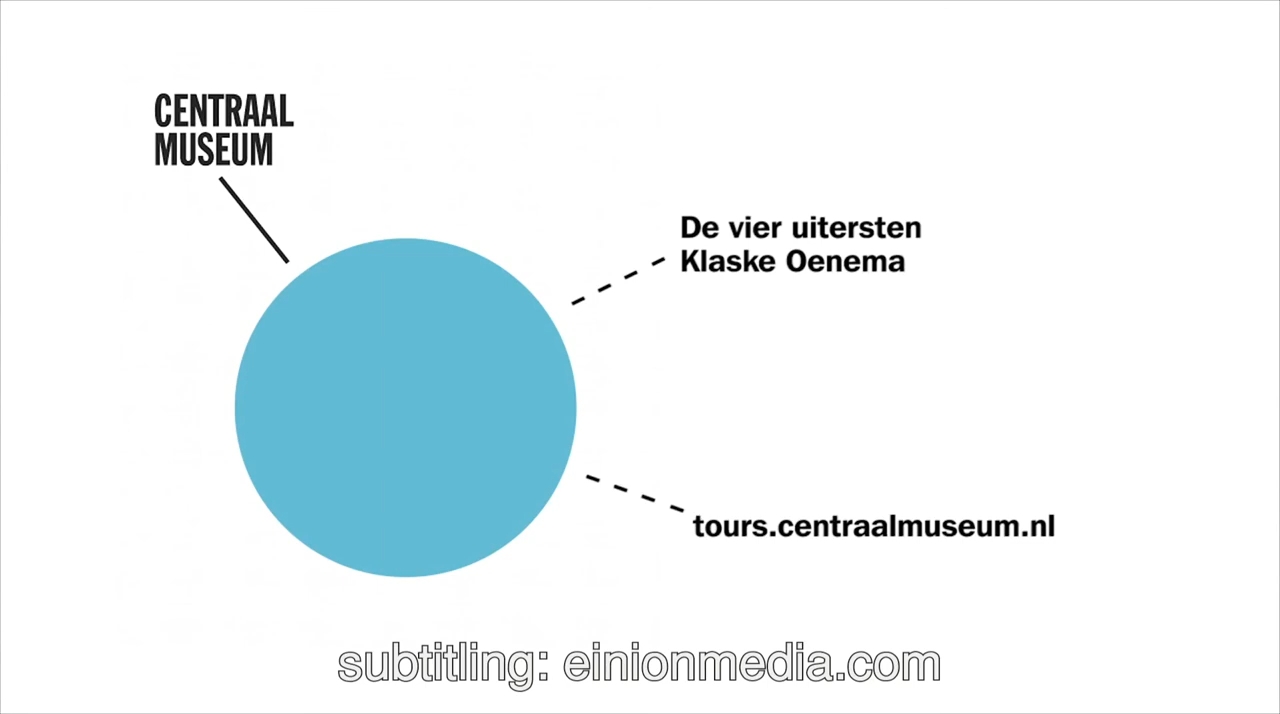 CENTRAAL
MUSEUM
De vier uitersten
Klaske Oenema
tours.centraalmuseum.nl
subtitling: einionmedia.com